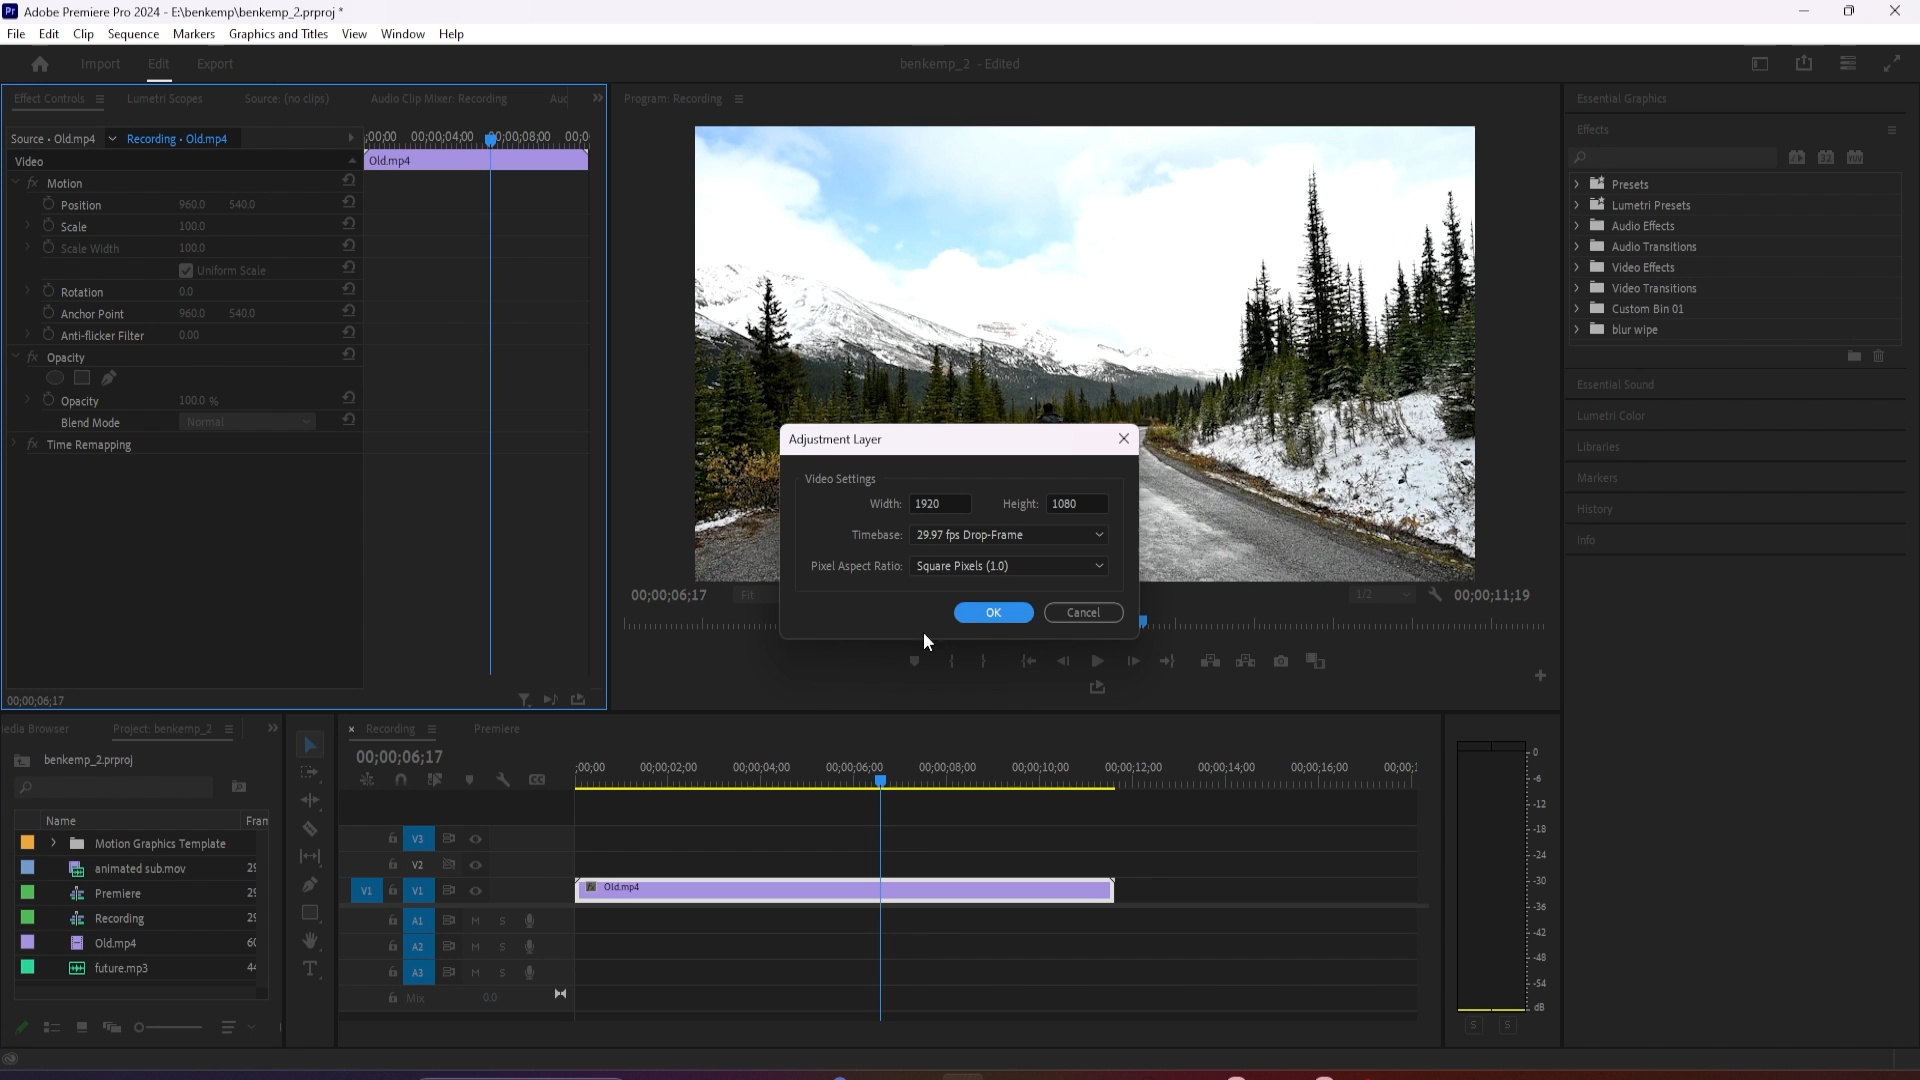 Adobe Premiere Pro 2024 - E:\benkemp\benkemp_2.prproj *
File Edit Clip Sequence Markers Graphics and Titles View Window Help
Import Edit Export
benkemp_2 - Edited
Effect Controls Lumetri Scopes Source: (no clips) Audio Clip Mixer: Recording
Source • Old.mp4 Recording • Old.mp4
;00;00 00;00;04;00 00;00;08;00
Video
Old.mp4
Motion
Position 960.0 540.0
Scale 100.0
Scale Width 100.0
Uniform Scale
Rotation 0.0
Anchor Point 960.0 540.0
Anti-flicker Filter 0.00
Opacity
Opacity 100.0 %
Blend Mode Normal
Time Remapping
00;00;06;17
Program: Recording
00;00;06;17 Fit 1/2 00;00;11;19
Adjustment Layer
Video Settings
Width: 1920 Height: 1080
Timebase: 29.97 fps Drop-Frame
Pixel Aspect Ratio: Square Pixels (1.0)
OK Cancel
Essential Graphics
Effects
Presets
Lumetri Presets
Audio Effects
Audio Transitions
Video Effects
Video Transitions
Custom Bin 01
blur wipe
Essential Sound
Lumetri Color
Libraries
Markers
History
Info
edia Browser Project: benkemp_2
benkemp_2.prproj
Name Fran
Motion Graphics Template
animated sub.mov 29
Premiere 29
Recording 29
Old.mp4 60
future.mp3 44
Recording Premiere
00;00;06;17
;00;00 00;00;02;00 00;00;04;00 00;00;06;00 00;00;08;00 00;00;10;00 00;00;12;00 00;00;14;00 00;00;16;00
V3
V2
V1 V1 Old.mp4
A1 M S
A2 M S
A3 M S
Mix 0.0
0
-6
-12
-18
-24
-30
-36
-42
-48
-54
dB
S S